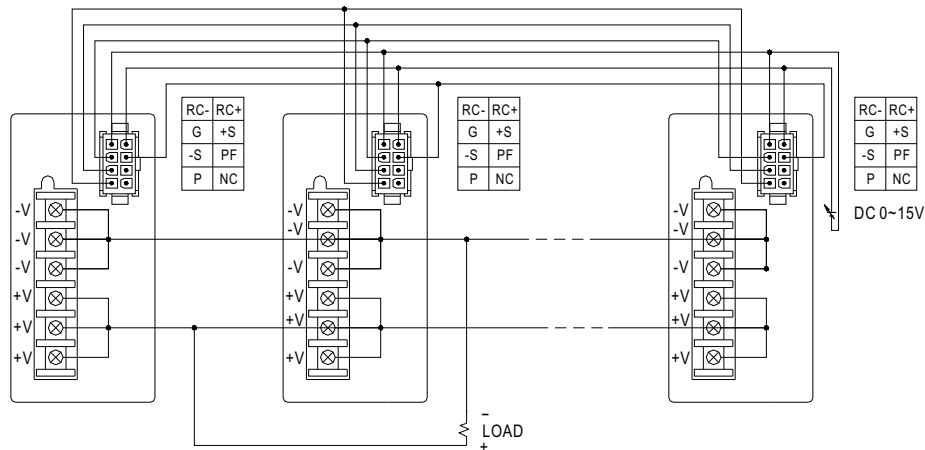 RC- RC+
G +S
-S PF
P NC
RC- RC+
G +S
-S PF
P NC
RC- RC+
G +S
-S PF
P NC
DC 0~15V
-V
-V
-V
+V
+V
+V
-V
-V
-V
+V
+V
+V
-V
-V
-V
+V
+V
+V
-
LOAD
+